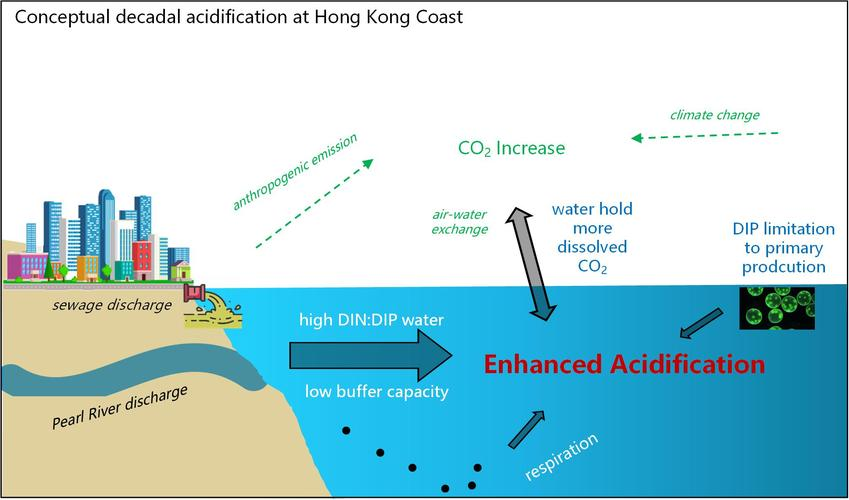 Conceptual decadal acidification at Hong Kong Coast
climate change
anthropogenic emission
CO₂ Increase
air-water
exchange
water hold
more
dissolved
CO₂
DIP limitation
to primary
prodcution
sewage discharge
high DIN:DIP water
Enhanced Acidification
low buffer capacity
Pearl River discharge
respiration